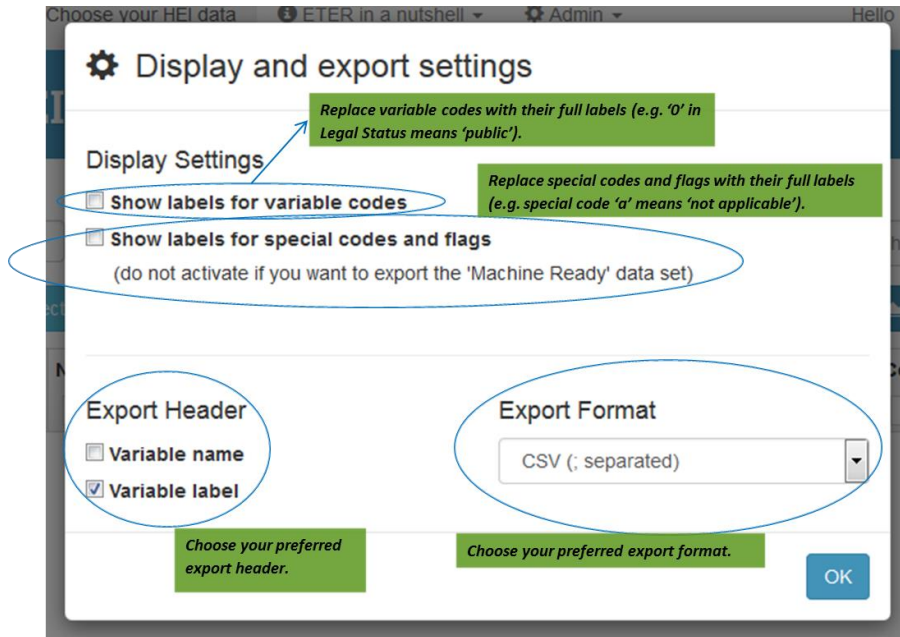 Choose your HEI data ETER in a nutshell Admin Hello
Display and export settings
Replace variable codes with their full labels (e.g. ‘0’ in
Legal Status means ‘public’).
Display Settings
Show labels for variable codes
Replace special codes and flags with their full labels
(e.g. special code ‘a’ means ‘not applicable’).
Show labels for special codes and flags
(do not activate if you want to export the 'Machine Ready' data set)
Export Header
Variable name
Variable label
Export Format
CSV (; separated)
Choose your preferred
export header.
Choose your preferred export format.
OK